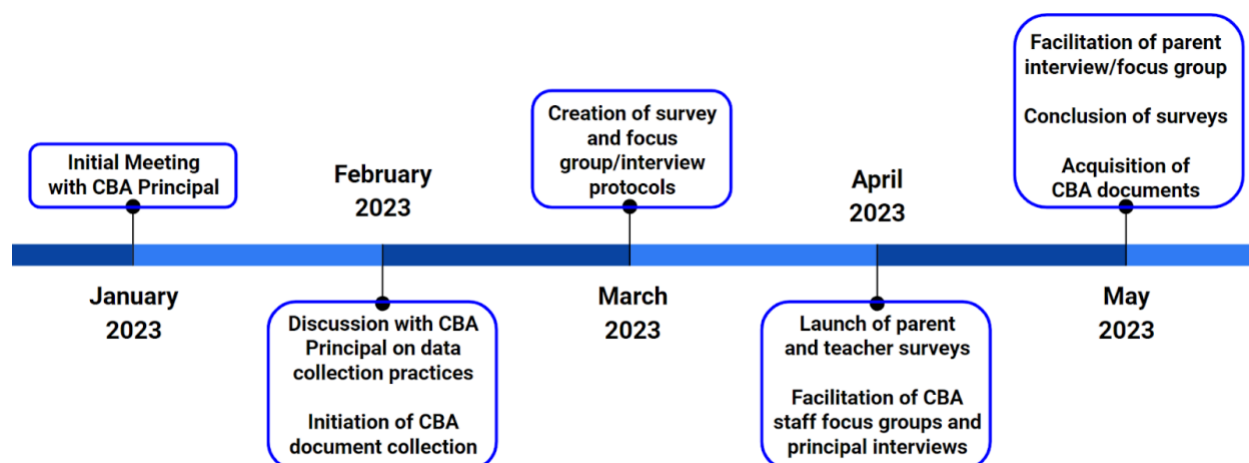 Initial Meeting
with CBA Principal
January
2023
February
2023
Discussion with CBA
Principal on data
collection practices
Initiation of CBA
document collection
Creation of survey
and focus
group/interview
protocols
March
2023
April
2023
Launch of parent
and teacher surveys
Facilitation of CBA
staff focus groups and
principal interviews
Facilitation of parent
interview/focus group
Conclusion of surveys
Acquisition of
CBA documents
May
2023